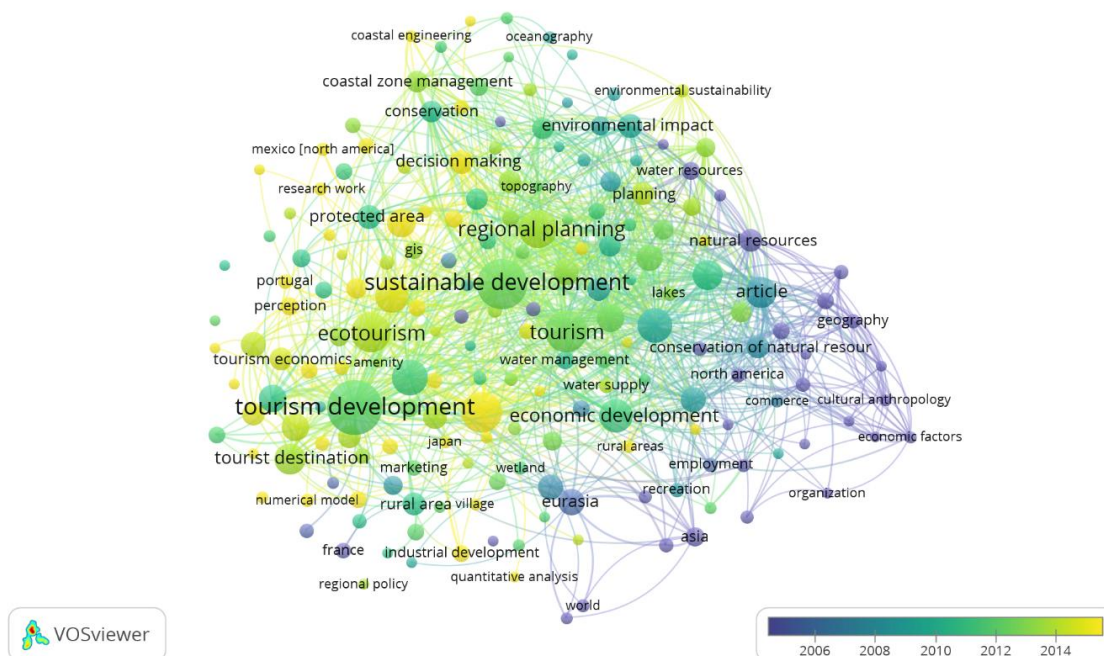 coastal engineering
oceanography
coastal zone management
environmental sustainability
conservation
environmental impact
mexico [north america]
decision making
water resources
research work
topography
planning
protected area
regional planning
gis
natural resources
portugal
sustainable development
lakes
article
perception
geography
ecotourism
tourism
tourism economics
amenity
water management
conservation of natural resour
north america
water supply
commerce
cultural anthropology
tourism development
economic development
japan
rural areas
economic factors
tourist destination
marketing
wetland
employment
numerical model
rural area
village
eurasia
recreation
organization
france
industrial development
asia
regional policy
quantitative analysis
world
VOSviewer
2006 2008 2010 2012 2014